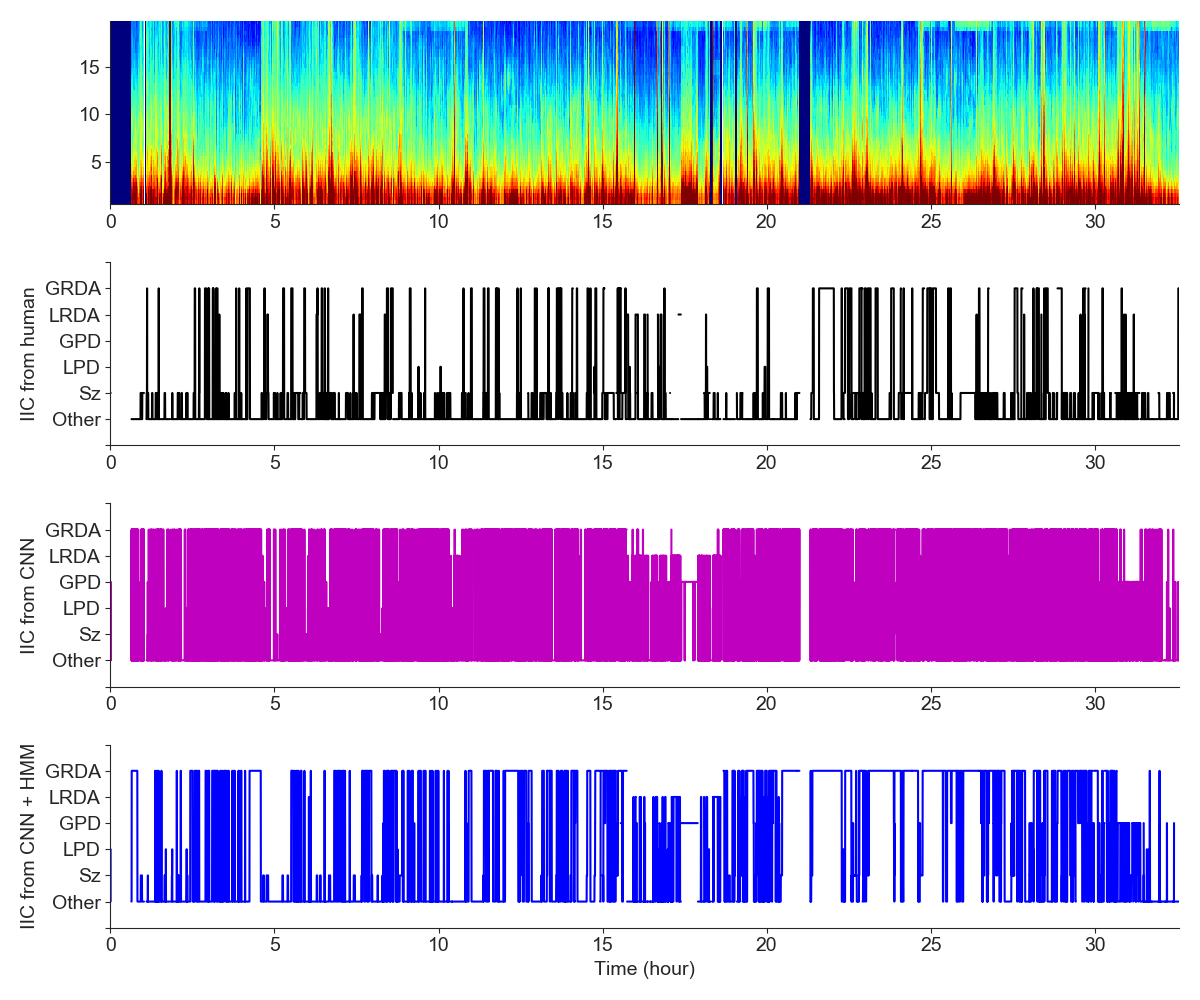 15
10
5
0 5 10 15 20 25 30
IIC from human
GRDA
LRDA
GPD
LPD
Sz
Other
0 5 10 15 20 25 30
IIC from CNN
GRDA
LRDA
GPD
LPD
Sz
Other
0 5 10 15 20 25 30
IIC from CNN + HMM
GRDA
LRDA
GPD
LPD
Sz
Other
0 5 10 15 20 25 30
Time (hour)